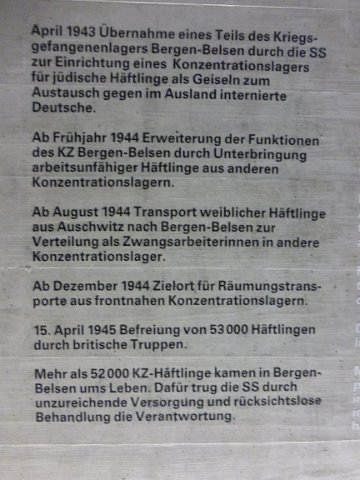 April 1943 Übernahme eines Teils des Kriegs-
gefangenenlagers Bergen-Belsen durch die SS
zur Einrichtung eines Konzentrationslagers
für jüdische Häftlinge als Geiseln zum
Austausch gegen im Ausland internierte
Deutsche.
Ab Frühjahr 1944 Erweiterung der Funktionen
des KZ Bergen-Belsen durch Unterbringung
arbeitsunfähiger Häftlinge aus anderen
Konzentrationslagern.
Ab August 1944 Transport weiblicher Häftlinge
aus Auschwitz nach Bergen-Belsen zur
Verteilung als Zwangsarbeiterinnen in andere
Konzentrationslager.
Ab Dezember 1944 Zielort für Räumungstrans-
porte aus frontnahen Konzentrationslagern.
15. April 1945 Befreiung von 53 000 Häftlingen
durch britische Truppen.
Mehr als 52 000 KZ-Häftlinge kamen in Bergen-
Belsen ums Leben. Dafür trug die SS durch
unzureichende Versorgung und rücksichtslose
Behandlung die Verantwortung.